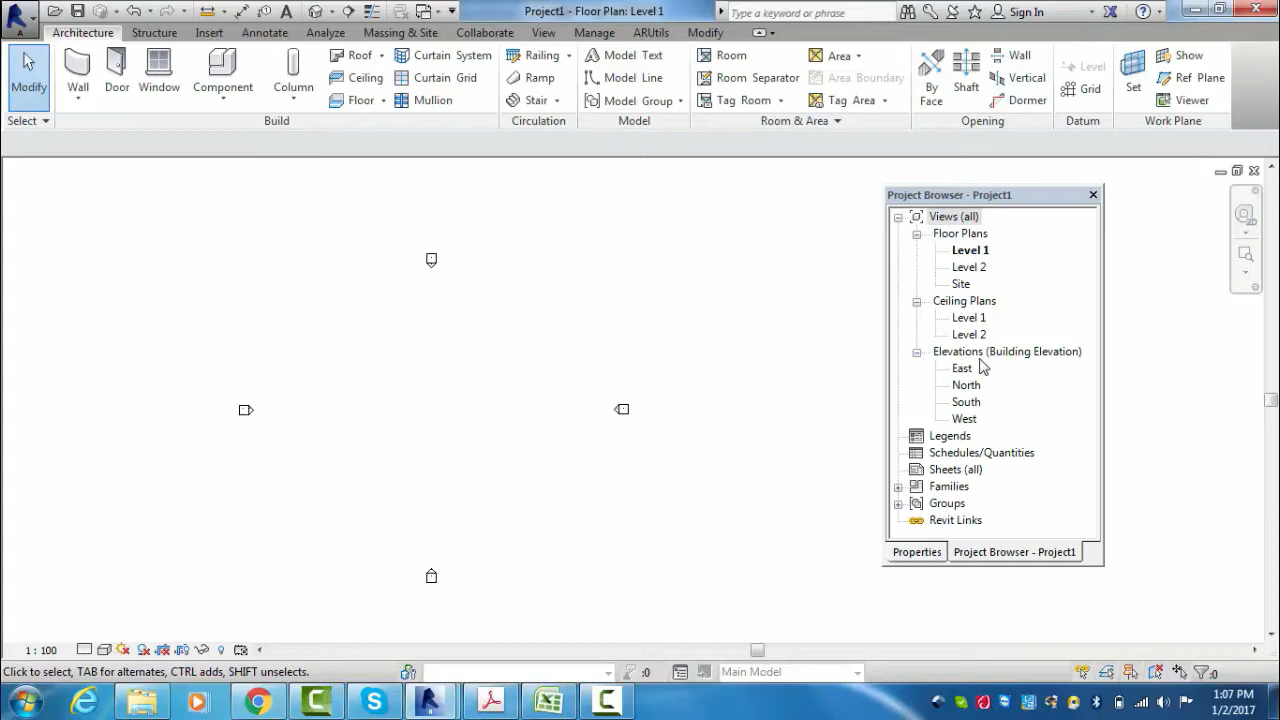 Project1 - Floor Plan: Level 1
Type a keyword or phrase
Sign In
Architecture Structure Insert Annotate Analyze Massing & Site Collaborate View Manage ARUtils Modify
Modify
Wall
Door
Window
Component
Column
Roof
Ceiling
Floor
Curtain System
Curtain Grid
Mullion
Railing
Ramp
Stair
Model Text
Model Line
Model Group
Room
Room Separator
Tag Room
Area
Area Boundary
Tag Area
By Face
Shaft
Wall
Vertical
Dormer
Level
Grid
Set
Show
Ref Plane
Viewer
Select Build Circulation Model Room & Area Opening Datum Work Plane
Project Browser - Project1
Views (all)
Floor Plans
Level 1
Level 2
Site
Ceiling Plans
Level 1
Level 2
Elevations (Building Elevation)
East
North
South
West
Legends
Schedules/Quantities
Sheets (all)
Families
Groups
Revit Links
Properties Project Browser - Project1
2D
1 : 100
Click to select, TAB for alternates, CTRL adds, SHIFT unselects.
:0
Main Model
:0
1:07 PM
1/2/2017